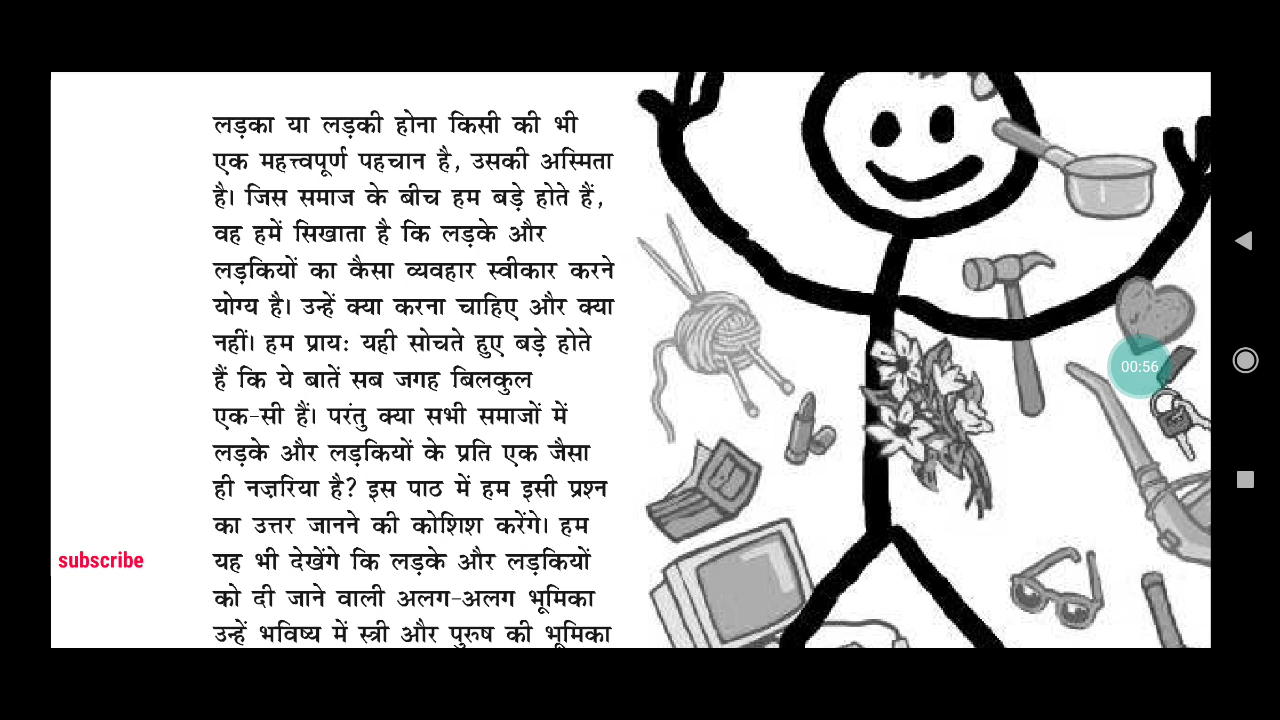 लड़का या लड़की होना किसी की भी
एक महत्त्वपूर्ण पहचान है, उसकी अस्मिता
है। जिस समाज के बीच हम बड़े होते हैं,
वह हमें सिखाता है कि लड़के और
लड़कियों का कैसा व्यवहार स्वीकार करने
योग्य है। उन्हें क्या करना चाहिए और क्या
नहीं। हम प्रायः यही सोचते हुए बड़े होते
हैं कि ये बातें सब जगह बिलकुल
एक-सी हैं। परंतु क्या सभी समाजों में
लड़के और लड़कियों के प्रति एक जैसा
ही नज़रिया है? इस पाठ में हम इसी प्रश्न
का उत्तर जानने की कोशिश करेंगे। हम
यह भी देखेंगे कि लड़के और लड़कियों
को दी जाने वाली अलग-अलग भूमिका
उन्हें भविष्य में स्त्री और पुरुष की भूमिका
subscribe
00:56